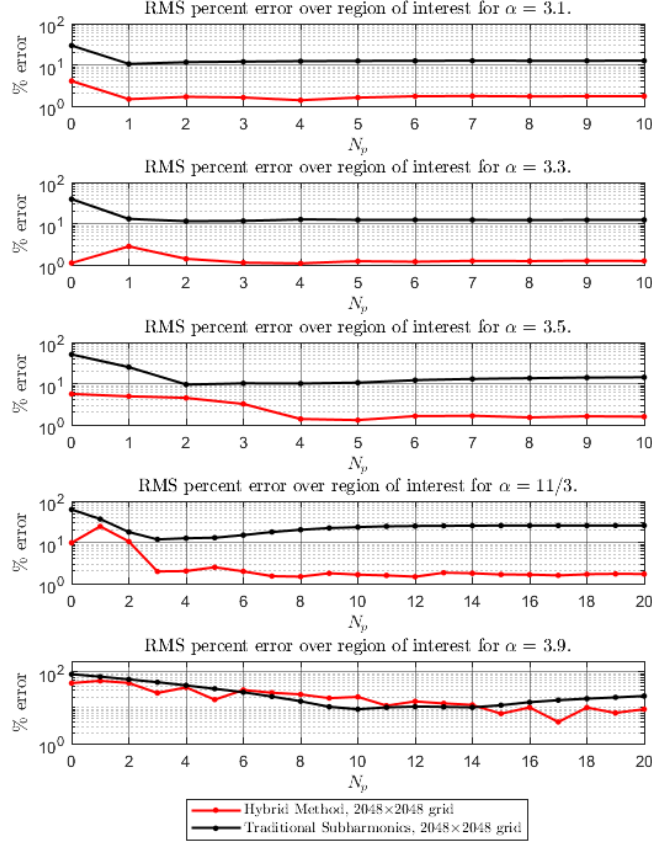 RMS percent error over region of interest for α = 3.1.
10²
10¹
10⁰
% error
0 1 2 3 4 5 6 7 8 9 10
Nₚ
RMS percent error over region of interest for α = 3.3.
10²
10¹
10⁰
% error
0 1 2 3 4 5 6 7 8 9 10
Nₚ
RMS percent error over region of interest for α = 3.5.
10²
10¹
10⁰
% error
0 1 2 3 4 5 6 7 8 9 10
Nₚ
RMS percent error over region of interest for α = 11/3.
10²
10¹
10⁰
% error
0 2 4 6 8 10 12 14 16 18 20
Nₚ
RMS percent error over region of interest for α = 3.9.
10²
10⁰
% error
0 2 4 6 8 10 12 14 16 18 20
Nₚ
Hybrid Method, 2048×2048 grid
Traditional Subharmonics, 2048×2048 grid